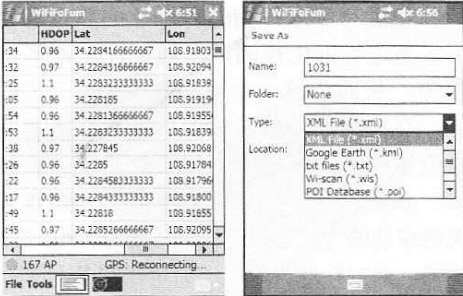 WiFiFoFum 6:51
HDOP Lat Lon
:34 0.96 34.2284166666667 108.91803
:32 0.97 34.2284316666667 108.92094
:25 1.1 34.2283233333333 108.91839
:05 0.96 34.228185 108.91919
:54 0.96 34.2281366666667 108.91955
:53 1.1 34.2283233333333 108.91839
:38 0.97 34.227845 108.92068
:26 0.96 34.2285 108.91784
:22 0.96 34.2284583333333 108.91796
:16 0.97 34.2284333333333 108.91800
:49 1.1 34.22818 108.91855
:45 0.97 34.2285266666667 108.92095
167 AP GPS: Reconnecting...
File Tools
WiFiFoFum 6:56
Save As
Name: 1031
Folder: None
Type: XML File (*.xml)
XML File (*.xml)
Location: Google Earth (*.kml)
txt files (*.txt)
Wi-scan (*.wis)
POI Database (*.poi)